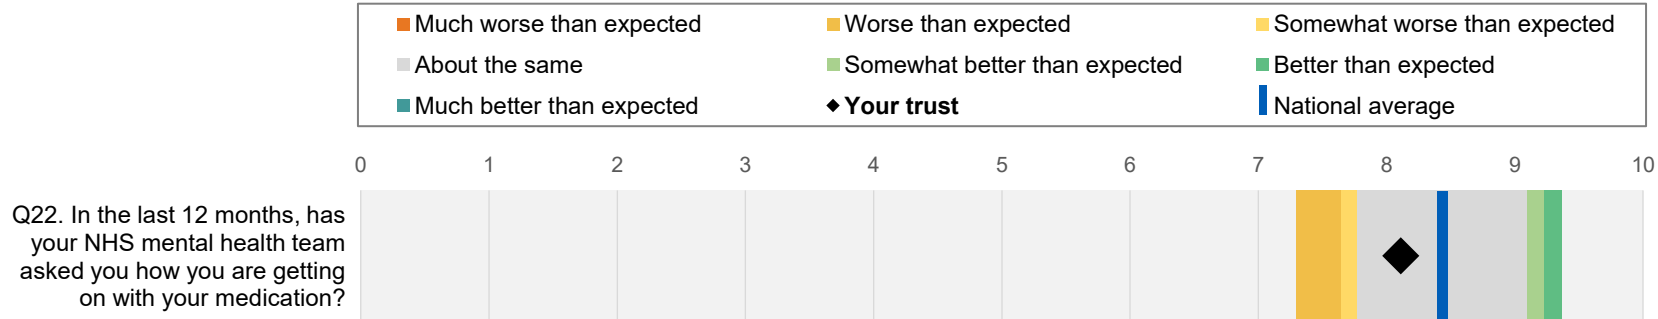 Much worse than expected
Worse than expected
Somewhat worse than expected
About the same
Somewhat better than expected
Better than expected
Much better than expected
Your trust
National average
0 1 2 3 4 5 6 7 8 9 10
Q22. In the last 12 months, has
your NHS mental health team
asked you how you are getting
on with your medication?